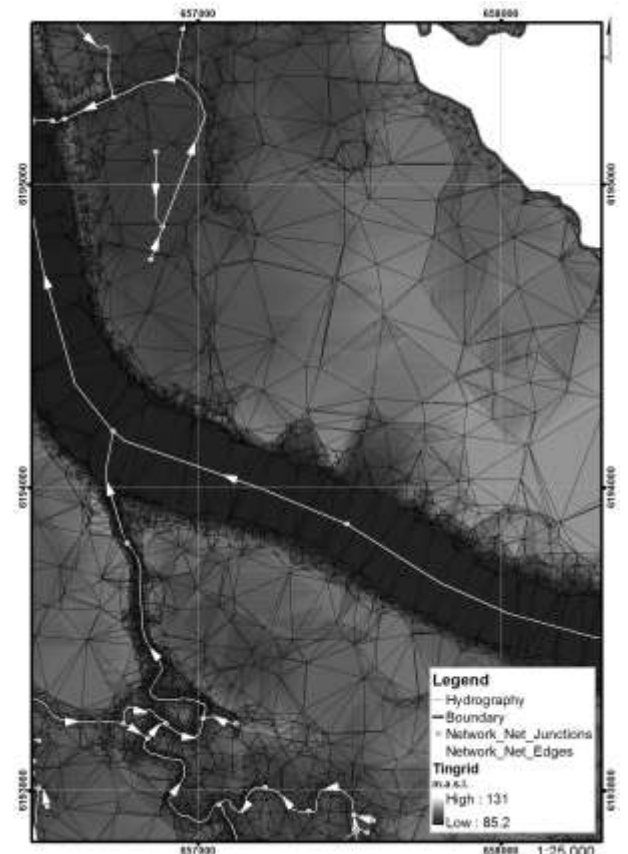 657000 658000
6195000 6195000
6194000 6194000
6193000 6193000
Legend
Hydrography
Boundary
Network_Net_Junctions
Network_Net_Edges
Tingrid
m.a.s.l.
High : 131
Low : 85.2
657000 658000
1:25,000